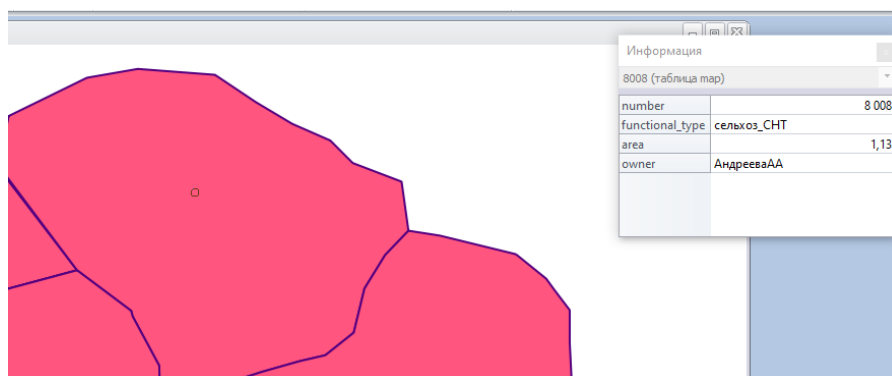 Информация
8008 (таблица map)
number 8 008
functional_type сельхоз_СНТ
area 1,13
owner АндрееваАА